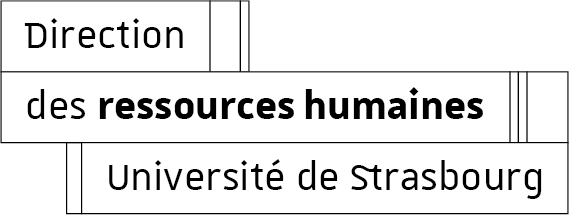 Direction
des ressources humaines
Université de Strasbourg